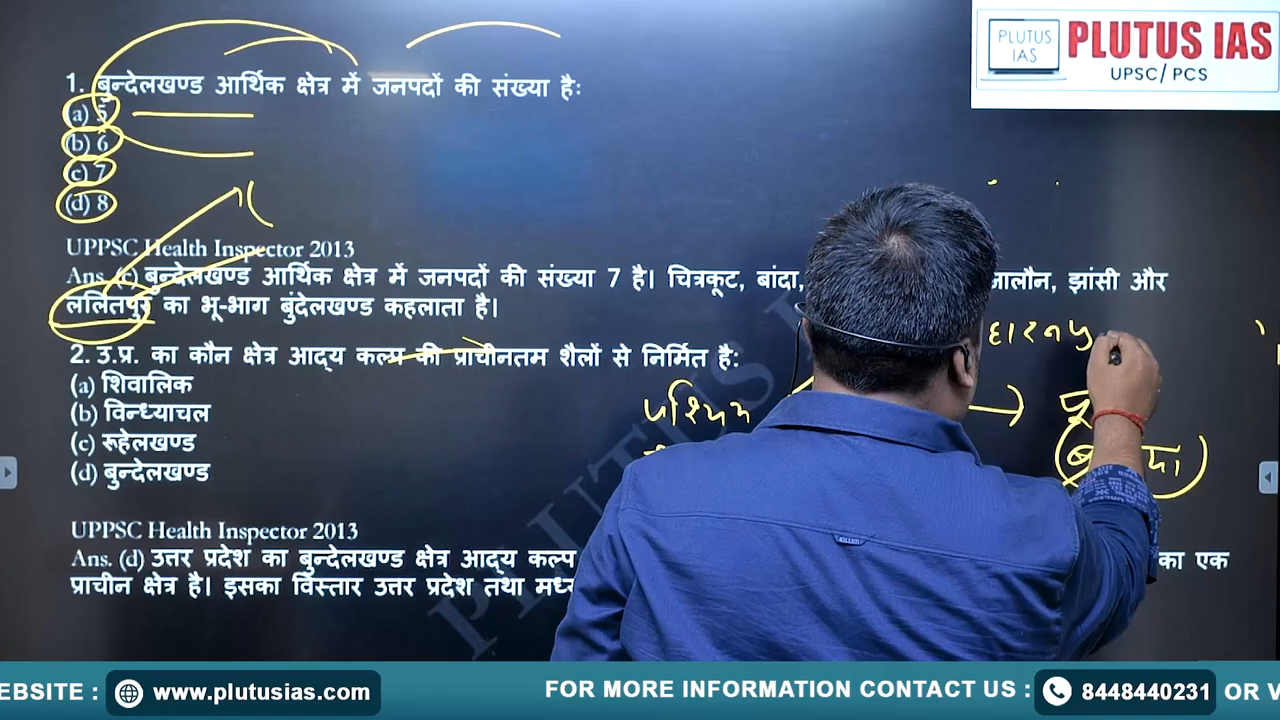 PLUTUS IAS
PLUTUS IAS
UPSC/ PCS
1. बुन्देलखण्ड आर्थिक क्षेत्र में जनपदों की संख्या हैः
(a) 5
(b) 6
(c) 7
(d) 8
UPPSC Health Inspector 2013
Ans. (c) बुन्देलखण्ड आर्थिक क्षेत्र में जनपदों की संख्या 7 है। चित्रकूट, बांदा, जालौन, झांसी और
ललितपुर का भू-भाग बुंदेलखण्ड कहलाता है।
2. उ.प्र. का कौन क्षेत्र आद्य कल्प की प्राचीनतम शैलों से निर्मित है:
(a) शिवालिक
(b) विन्ध्याचल
(c) रूहेलखण्ड
(d) बुन्देलखण्ड
पश्चिम
UPPSC Health Inspector 2013
Ans. (d) उत्तर प्रदेश का बुन्देलखण्ड क्षेत्र आद्य कल्प का एक
प्राचीन क्षेत्र है। इसका विस्तार उत्तर प्रदेश तथा
PLUTUS
EBSITE : www.plutusias.com FOR MORE INFORMATION CONTACT US : 8448440231 OR